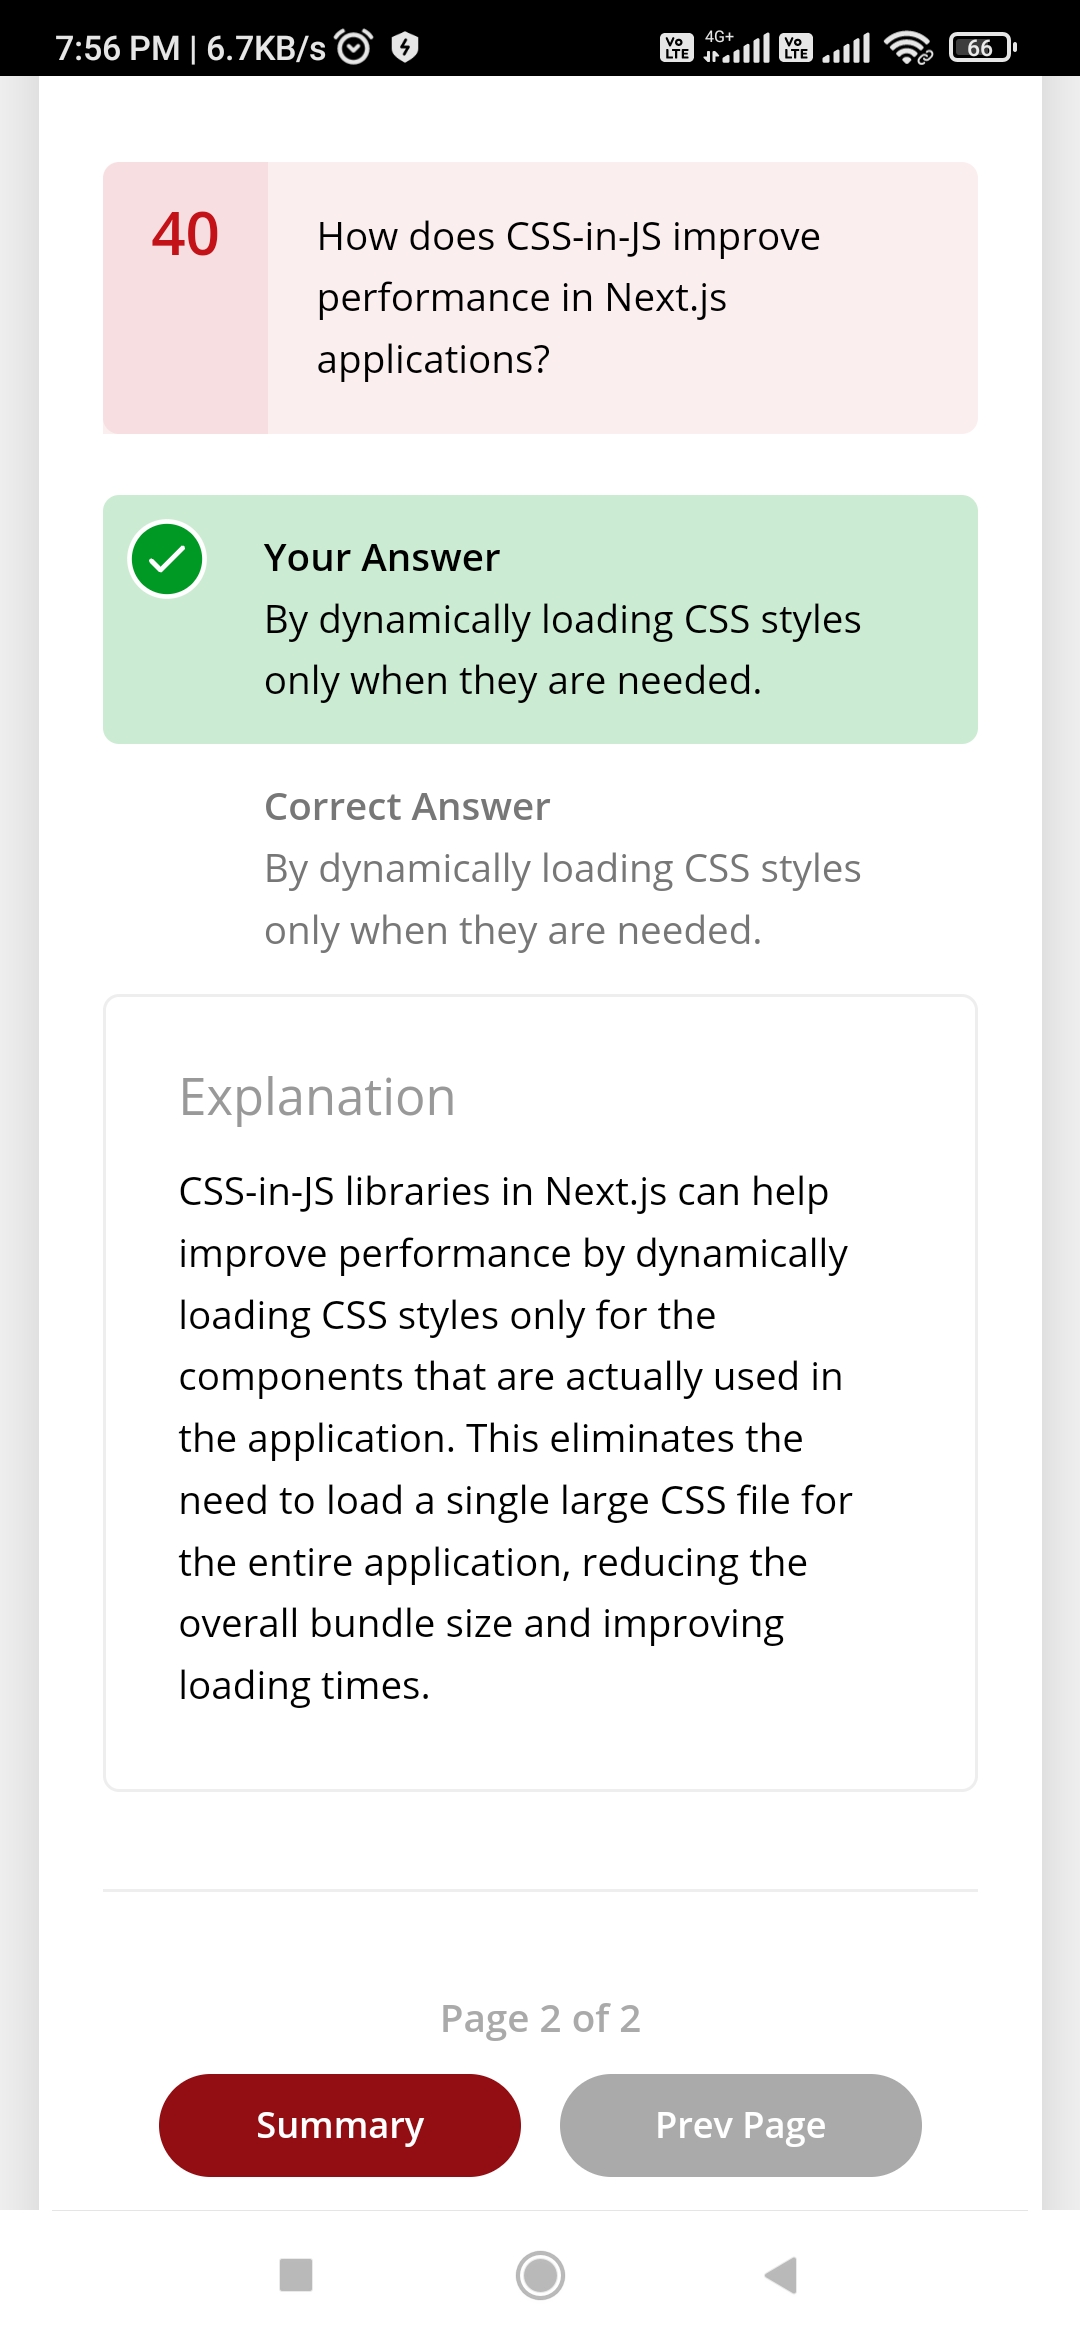 7:56 PM | 6.7KB/s Vo LTE 4G+ Vo LTE 66
40
How does CSS-in-JS improve
performance in Next.js
applications?
Your Answer
By dynamically loading CSS styles
only when they are needed.
Correct Answer
By dynamically loading CSS styles
only when they are needed.
Explanation
CSS-in-JS libraries in Next.js can help
improve performance by dynamically
loading CSS styles only for the
components that are actually used in
the application. This eliminates the
need to load a single large CSS file for
the entire application, reducing the
overall bundle size and improving
loading times.
Page 2 of 2
Summary Prev Page